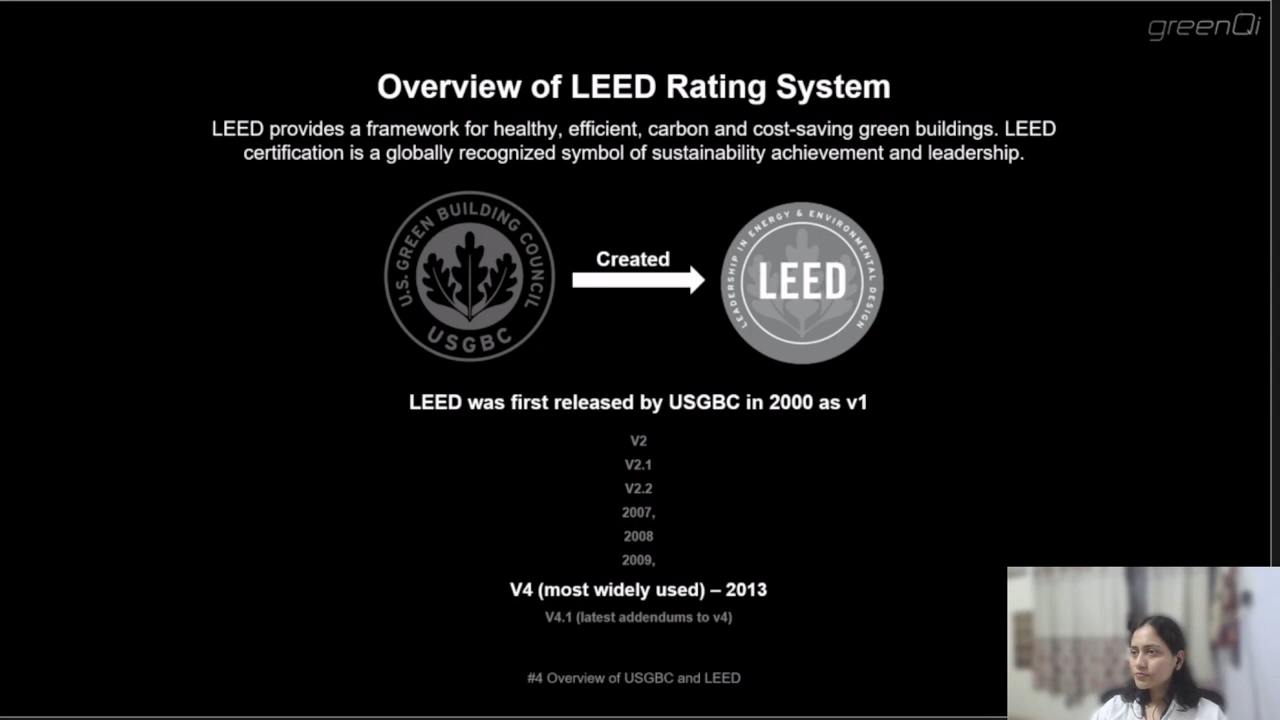 greenQi
Overview of LEED Rating System
LEED provides a framework for healthy, efficient, carbon and cost-saving green buildings. LEED
certification is a globally recognized symbol of sustainability achievement and leadership.
U.S. GREEN BUILDING COUNCIL
USGBC
Created
LEADERSHIP IN ENERGY & ENVIRONMENTAL DESIGN
LEED
LEED was first released by USGBC in 2000 as v1
V2
V2.1
V2.2
2007,
2008
2009,
V4 (most widely used) – 2013
V4.1 (latest addendums to v4)
#4 Overview of USGBC and LEED